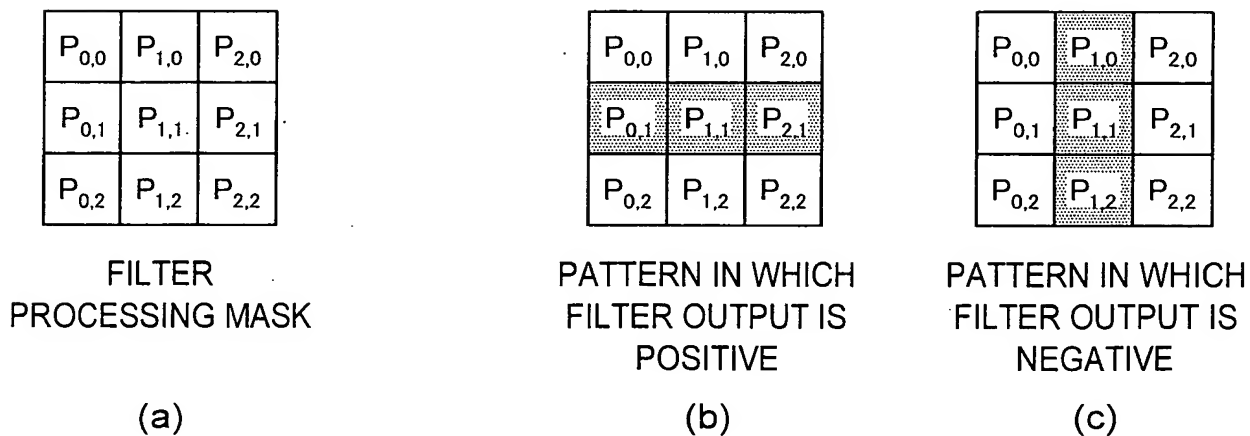 P0,0 P1,0 P2,0
P0,1 P1,1 P2,1
P0,2 P1,2 P2,2
FILTER
PROCESSING MASK
(a)
P0,0 P1,0 P2,0
P0,1 P1,1 P2,1
P0,2 P1,2 P2,2
PATTERN IN WHICH
FILTER OUTPUT IS
POSITIVE
(b)
P0,0 P1,0 P2,0
P0,1 P1,1 P2,1
P0,2 P1,2 P2,2
PATTERN IN WHICH
FILTER OUTPUT IS
NEGATIVE
(c)